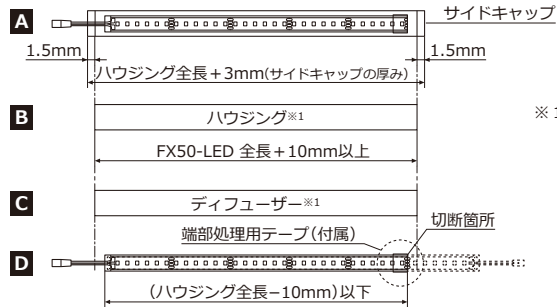 A
サイドキャップ
1.5mm
1.5mm
ハウジング全長+3mm(サイドキャップの厚み)
B
ハウジング※1
※1
FX50-LED 全長+10mm以上
C
ディフューザー※1
端部処理用テープ(付属)
切断箇所
D
(ハウジング全長−10mm)以下